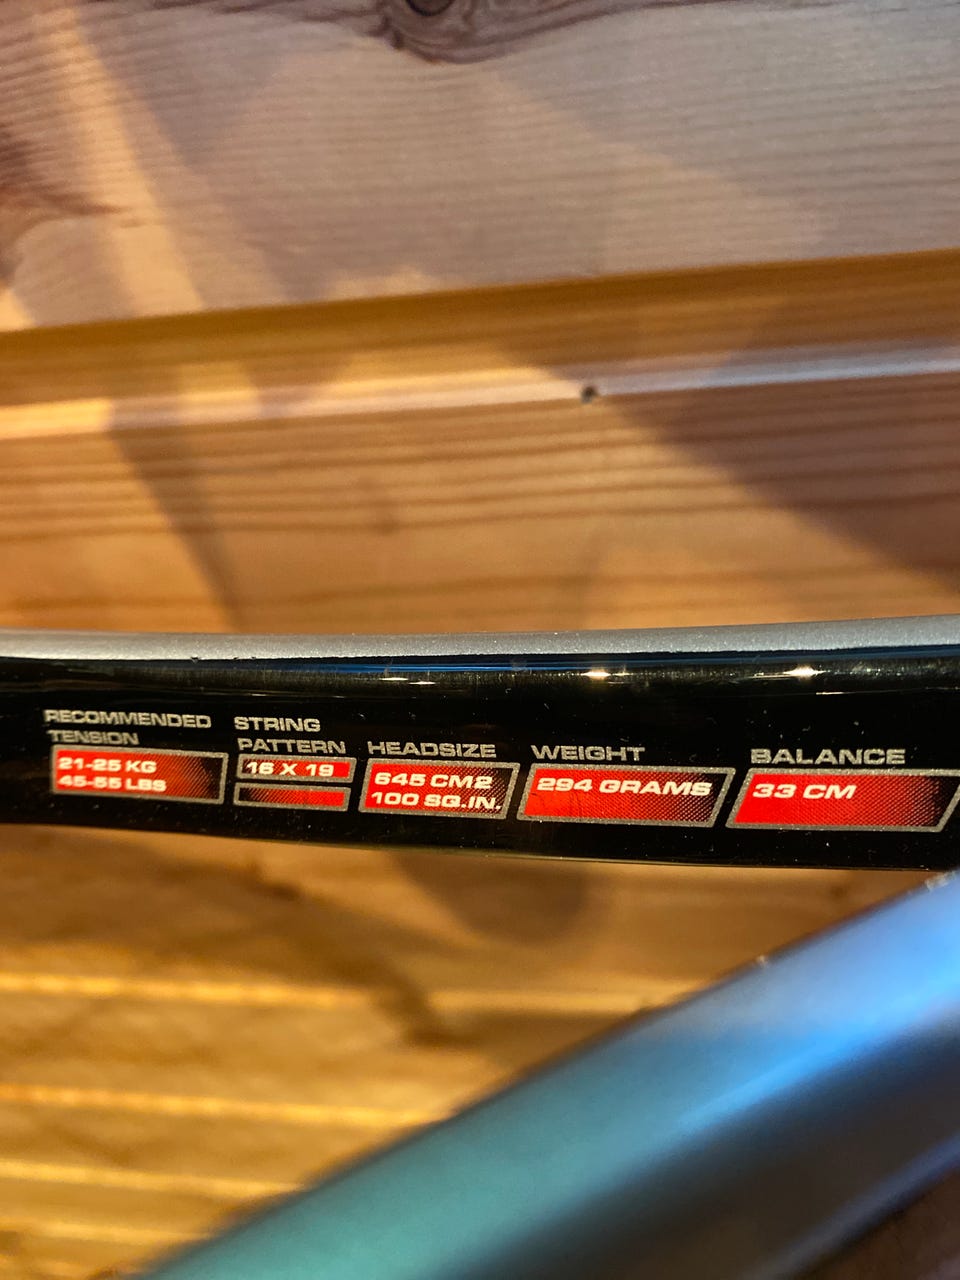 RECOMMENDED
TENSION
21-25 KG
45-55 LBS
STRING
PATTERN
16 X 19
HEADSIZE
645 CM2
100 SQ.IN.
WEIGHT
294 GRAMS
BALANCE
33 CM